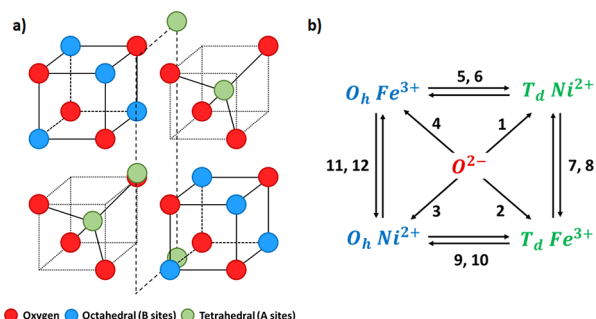 a)
b)
5, 6
O_h Fe³⁺
T_d Ni²⁺
4
1
11, 12
O²⁻
7, 8
3
2
O_h Ni²⁺
T_d Fe³⁺
9, 10
Oxygen Octahedral (B sites) Tetrahedral (A sites)